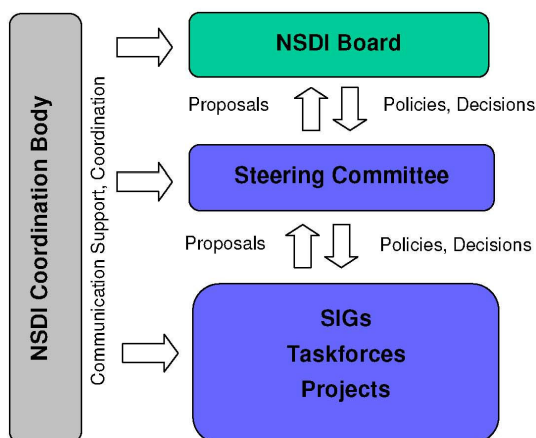 NSDI Coordination Body
Communication Support, Coordination
NSDI Board
Proposals
Policies, Decisions
Steering Committee
Proposals
Policies, Decisions
SIGs
Taskforces
Projects